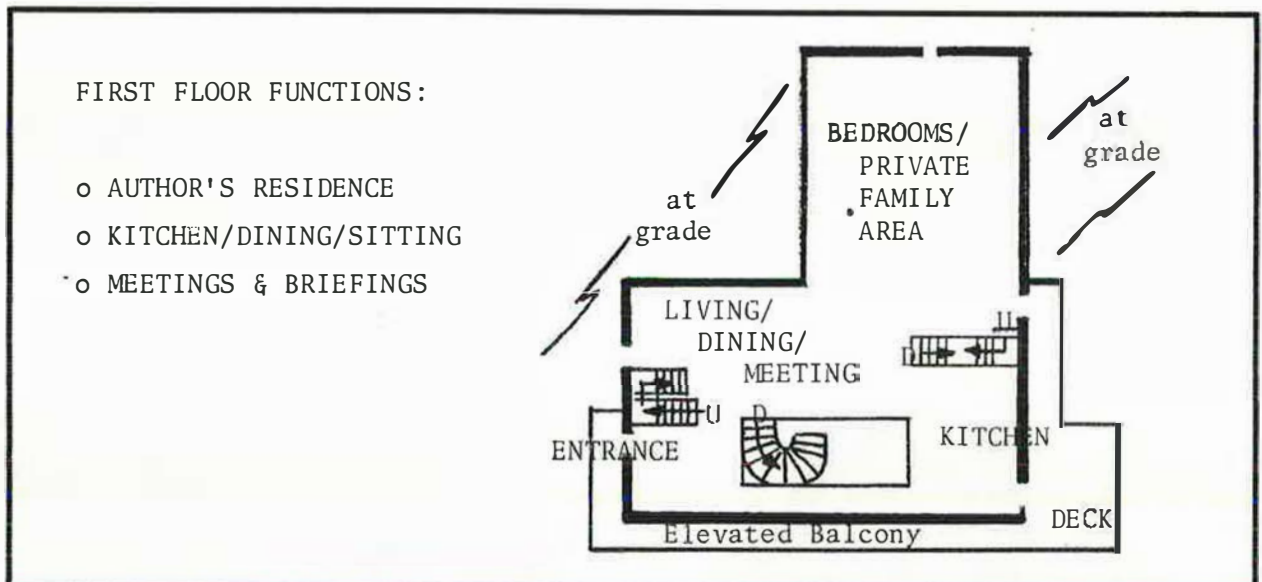 FIRST FLOOR FUNCTIONS:
o AUTHOR'S RESIDENCE
o KITCHEN/DINING/SITTING
o MEETINGS & BRIEFINGS
BEDROOMS/
PRIVATE
FAMILY
AREA
at
grade
at
grade
LIVING/
DINING/
MEETING
U
D
U D
KITCHEN
ENTRANCE
DECK
Elevated Balcony